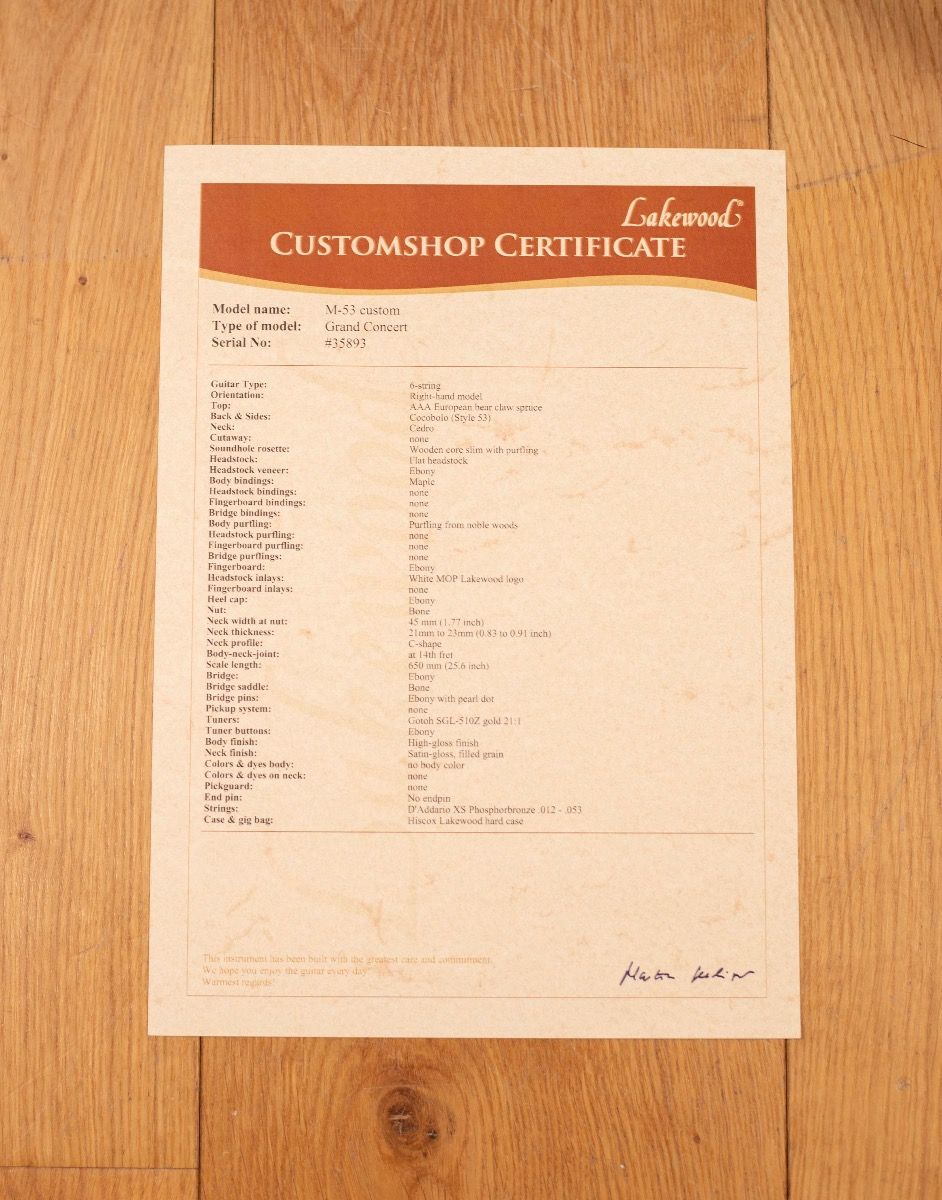 Lakewood®
CUSTOMSHOP CERTIFICATE
Model name: M-53 custom
Type of model: Grand Concert
Serial No: #35893
Guitar Type: 6-string
Orientation: Right-hand model
Top: AAA European bear claw spruce
Back & Sides: Cocobolo (Style 53)
Neck: Cedro
Cutaway: none
Soundhole rosette: Wooden core slim with purfling
Headstock: Flat headstock
Headstock veneer: Ebony
Body bindings: Maple
Headstock bindings: none
Fingerboard bindings: none
Bridge bindings: none
Body purfling: Purfling from noble woods
Headstock purfling: none
Fingerboard purfling: none
Bridge purflings: none
Fingerboard: Ebony
Headstock inlays: White MOP Lakewood logo
Fingerboard inlays: none
Heel cap: Ebony
Nut: Bone
Neck width at nut: 45 mm (1.77 inch)
Neck thickness: 21mm to 23mm (0.83 to 0.91 inch)
Neck profile: C-shape
Body-neck-joint: at 14th fret
Scale length: 650 mm (25.6 inch)
Bridge: Ebony
Bridge saddle: Bone
Bridge pins: Ebony with pearl dot
Pickup system: none
Tuners: Gotoh SGL-510Z gold 21:1
Tuner buttons: Ebony
Body finish: High-gloss finish
Neck finish: Satin-gloss, filled grain
Colors & dyes body: no body color
Colors & dyes on neck: none
Pickguard: none
End pin: No endpin
Strings: D'Addario XS Phosphorbronze .012 - .053
Case & gig bag: Hiscox Lakewood hard case
This instrument has been built with the greatest care and commitment.
We hope you enjoy the guitar every day!
Warmest regards!
Martin